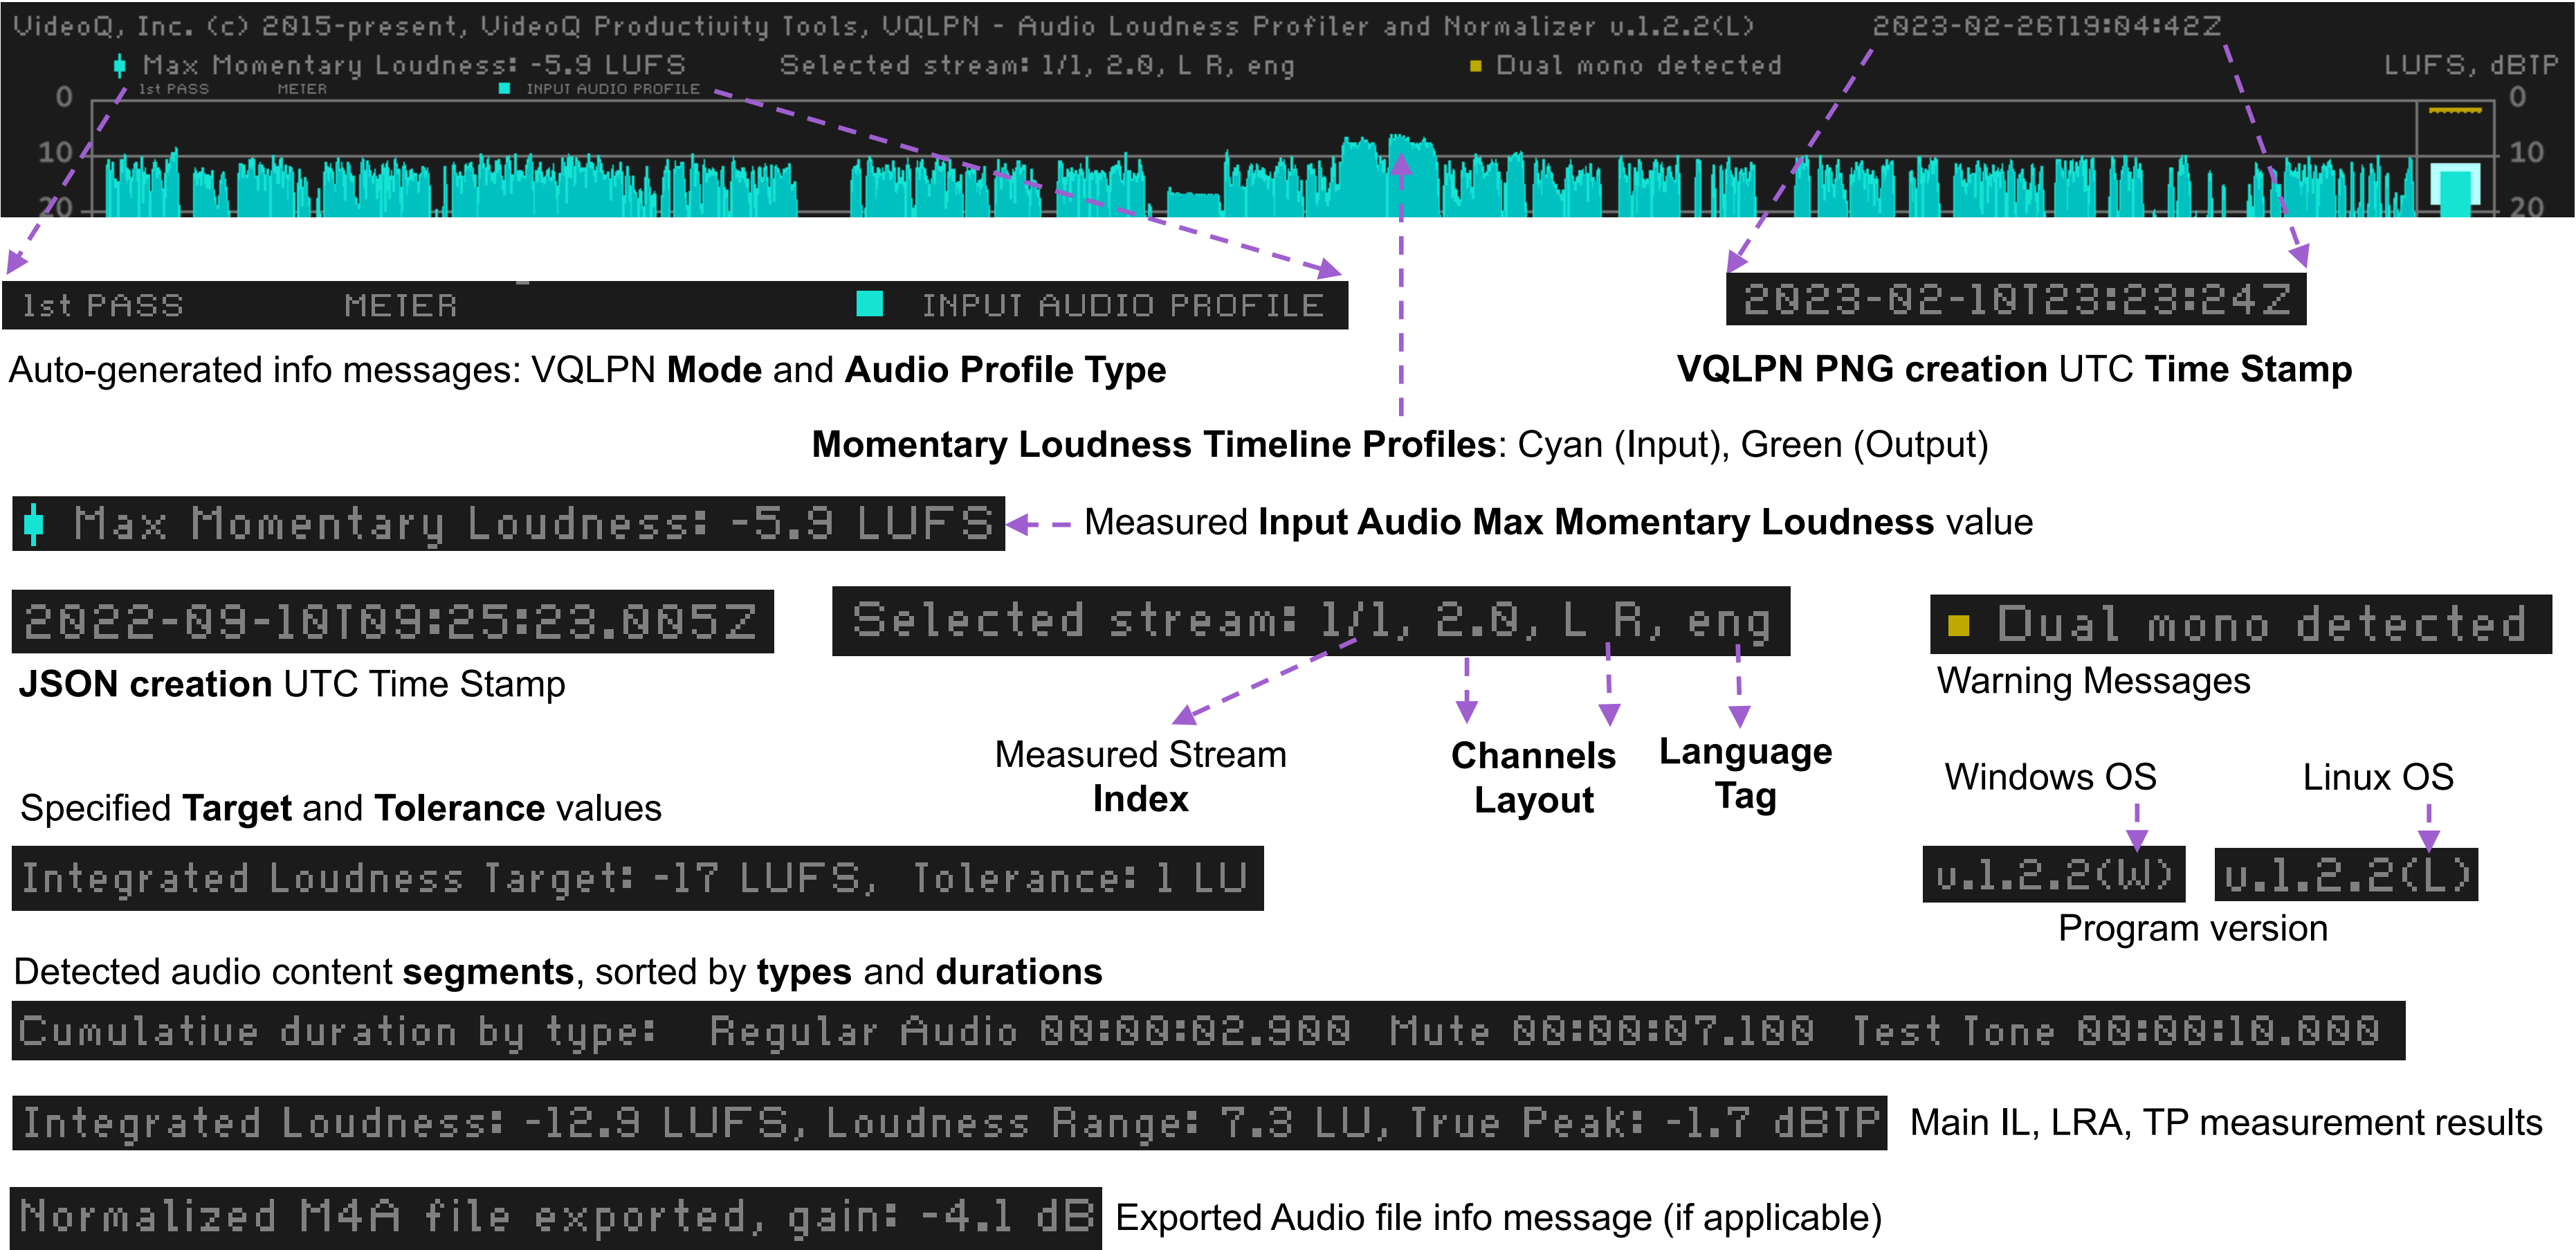 VideoQ, Inc. (c) 2015-present, VideoQ Productivity Tools, VQLPN - Audio Loudness Profiler and Normalizer v.1.2.2(L) 2023-02-26T19:04:42Z
Max Momentary Loudness: -5.9 LUFS Selected stream: 1/1, 2.0, L R, eng Dual mono detected LUFS, dBTP
1st PASS METER INPUT AUDIO PROFILE
0 0
10 10
20 20
1st PASS METER INPUT AUDIO PROFILE
2023-02-10T23:23:24Z
Auto-generated info messages: VQLPN Mode and Audio Profile Type
VQLPN PNG creation UTC Time Stamp
Momentary Loudness Timeline Profiles: Cyan (Input), Green (Output)
Max Momentary Loudness: -5.9 LUFS
Measured Input Audio Max Momentary Loudness value
2022-09-10T09:25:23.005Z
Selected stream: 1/1, 2.0, L R, eng
Dual mono detected
JSON creation UTC Time Stamp
Warning Messages
Measured Stream
Index
Channels
Layout
Language
Tag
Windows OS
Linux OS
Specified Target and Tolerance values
Integrated Loudness Target: -17 LUFS, Tolerance: 1 LU
v.1.2.2(W)
v.1.2.2(L)
Program version
Detected audio content segments, sorted by types and durations
Cumulative duration by type: Regular Audio 00:00:02.900 Mute 00:00:07.100 Test Tone 00:00:10.000
Integrated Loudness: -12.9 LUFS, Loudness Range: 7.3 LU, True Peak: -1.7 dBTP
Main IL, LRA, TP measurement results
Normalized M4A file exported, gain: -4.1 dB
Exported Audio file info message (if applicable)